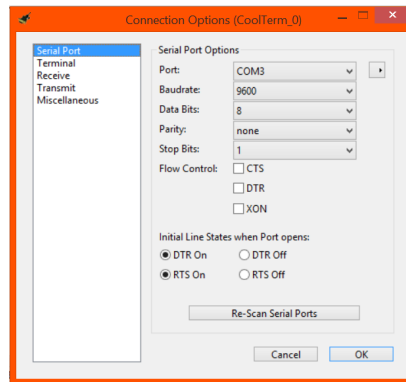 Connection Options (CoolTerm_0)
Serial Port
Terminal
Receive
Transmit
Miscellaneous
Serial Port Options
Port: COM3
Baudrate: 9600
Data Bits: 8
Parity: none
Stop Bits: 1
Flow Control: CTS
DTR
XON
Initial Line States when Port opens:
DTR On DTR Off
RTS On RTS Off
Re-Scan Serial Ports
Cancel OK